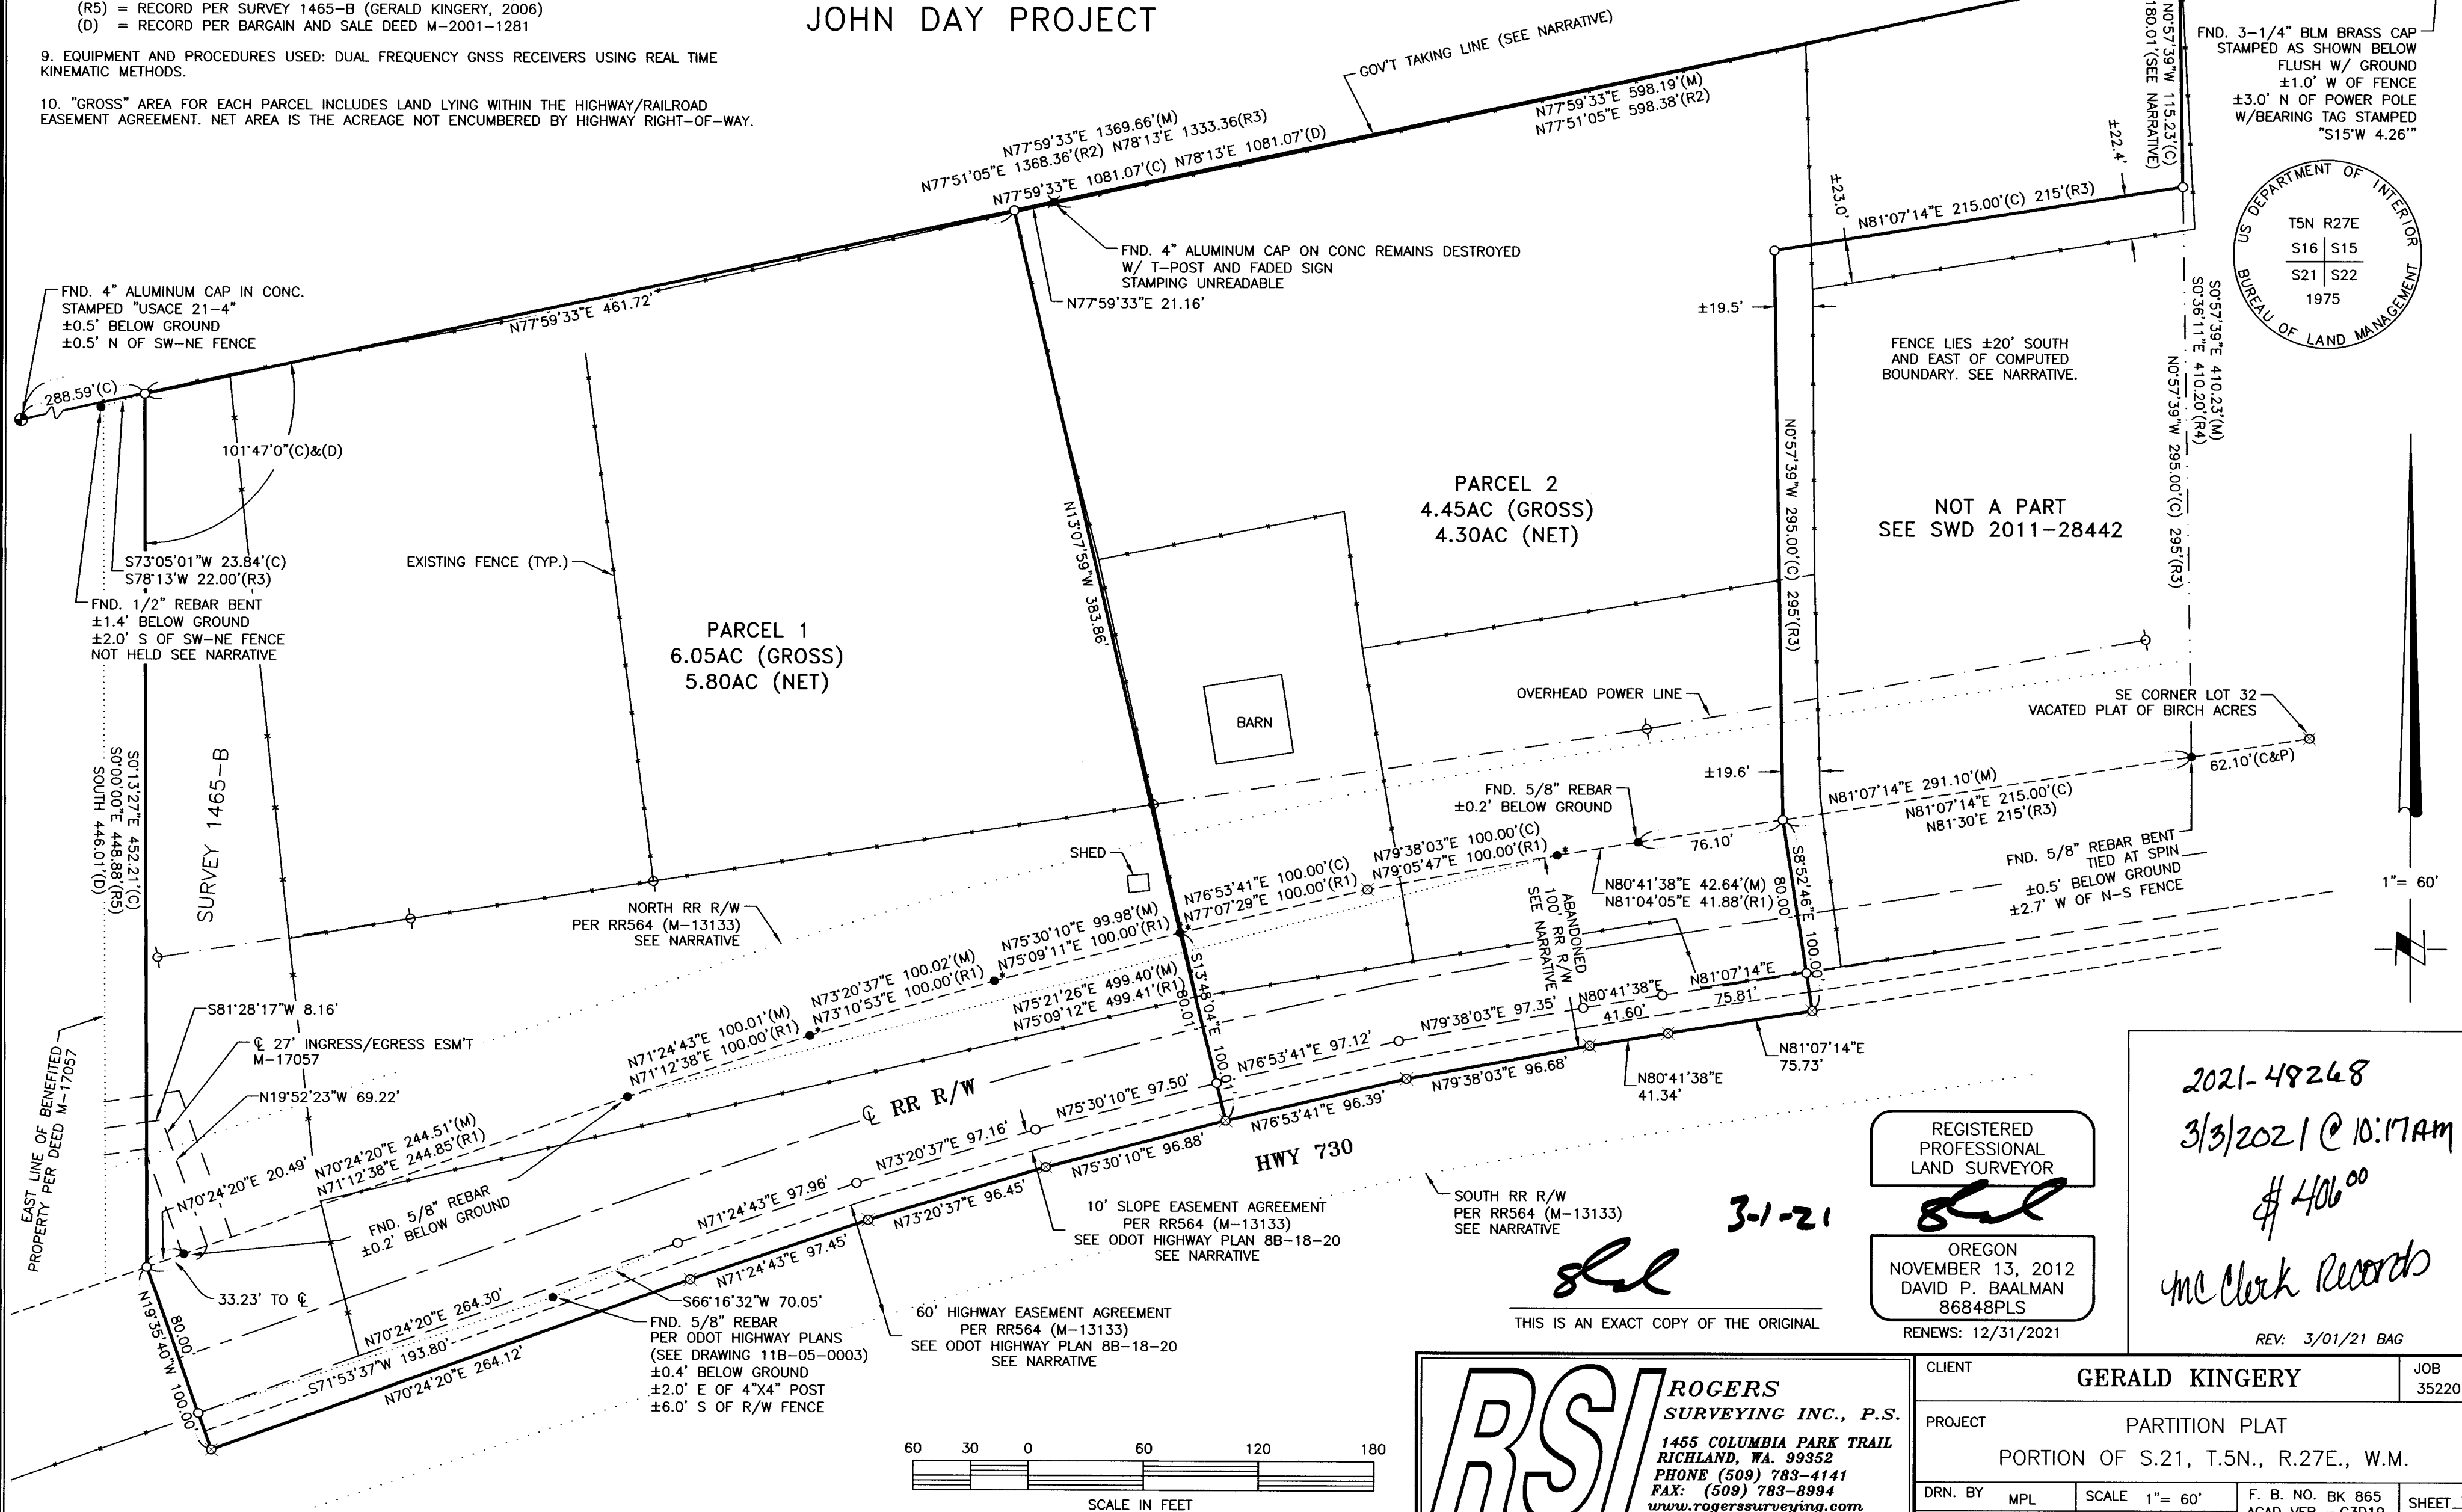 (R5) = RECORD PER SURVEY 1465-B (GERALD KINGERY, 2006)
(D) = RECORD PER BARGAIN AND SALE DEED M-2001-1281
9. EQUIPMENT AND PROCEDURES USED: DUAL FREQUENCY GNSS RECEIVERS USING REAL TIME
KINEMATIC METHODS.
10. "GROSS" AREA FOR EACH PARCEL INCLUDES LAND LYING WITHIN THE HIGHWAY/RAILROAD
EASEMENT AGREEMENT. NET AREA IS THE ACREAGE NOT ENCUMBERED BY HIGHWAY RIGHT-OF-WAY.
JOHN DAY PROJECT
GOV'T TAKING LINE (SEE NARRATIVE)
N77°59'33"E 1369.66'(M)
N77°51'05"E 1368.36'(R2) N78°13'E 1333.36(R3)
N77°59'33"E 1081.07'(C) N78°13'E 1081.07'(D)
N77°59'33"E 598.19'(M)
N77°51'05"E 598.38'(R2)
N0°57'39"W 115.23'(C)
180.01'(SEE NARRATIVE)
FND. 3-1/4" BLM BRASS CAP
STAMPED AS SHOWN BELOW
FLUSH W/ GROUND
±1.0' W OF FENCE
±3.0' N OF POWER POLE
W/BEARING TAG STAMPED
"S15°W 4.26'"
US DEPARTMENT OF INTERIOR
T5N R27E
S16 S15
S21 S22
1975
BUREAU OF LAND MANAGEMENT
±22.4'
±23.0'
N81°07'14"E 215.00'(C) 215'(R3)
FND. 4" ALUMINUM CAP ON CONC REMAINS DESTROYED
W/ T-POST AND FADED SIGN
STAMPING UNREADABLE
N77°59'33"E 21.16'
FND. 4" ALUMINUM CAP IN CONC.
STAMPED "USACE 21-4"
±0.5' BELOW GROUND
±0.5' N OF SW-NE FENCE
288.59'(C)
N77°59'33"E 461.72'
101°47'0"(C)&(D)
±19.5'
FENCE LIES ±20' SOUTH
AND EAST OF COMPUTED
BOUNDARY. SEE NARRATIVE.
S0°57'39"E 410.23'(M)
S0°36'11"E 410.20'(R4)
N0°57'39"W 295.00'(C) 295'(R3)
S73°05'01"W 23.84'(C)
S78°13'W 22.00'(R3)
FND. 1/2" REBAR BENT
±1.4' BELOW GROUND
±2.0' S OF SW-NE FENCE
NOT HELD SEE NARRATIVE
EXISTING FENCE (TYP.)
PARCEL 1
6.05AC (GROSS)
5.80AC (NET)
N13°07'59"W 383.86'
PARCEL 2
4.45AC (GROSS)
4.30AC (NET)
N0°57'39"W 295.00'(C) 295'(R3)
NOT A PART
SEE SWD 2011-28442
BARN
OVERHEAD POWER LINE
SE CORNER LOT 32
VACATED PLAT OF BIRCH ACRES
62.10'(C&P)
±19.6'
FND. 5/8" REBAR
±0.2' BELOW GROUND
N81°07'14"E 291.10'(M)
N81°07'14"E 215.00'(C)
N81°30'E 215'(R3)
FND. 5/8" REBAR BENT
TIED AT SPIN
±0.5' BELOW GROUND
±2.7' W OF N-S FENCE
1"= 60'
S0°13'27"E 452.21'(C)
S0°00'00"E 448.88'(R5)
SOUTH 446.01'(D)
SURVEY 1465-B
SHED
NORTH RR R/W
PER RR564 (M-13133)
SEE NARRATIVE
76.10'
N79°38'03"E 100.00'(C)
N79°05'47"E 100.00'(R1)
N76°53'41"E 100.00'(C)
N77°07'29"E 100.00'(R1)
N80°41'38"E 42.64'(M)
N81°04'05"E 41.88'(R1)
ABANDONED
100' RR R/W
SEE NARRATIVE
S8°52'46"E 100.00'
80.00'
N75°30'10"E 99.98'(M)
N75°09'11"E 100.00'(R1)
N73°20'37"E 100.02'(M)
N73°10'53"E 100.00'(R1)
N75°21'26"E 499.40'(M)
N75°09'12"E 499.41'(R1)
S13°48'04"E 100.01'
80.01'
N71°24'43"E 100.01'(M)
N71°12'38"E 100.00'(R1)
S81°28'17"W 8.16'
℄ 27' INGRESS/EGRESS ESM'T
M-17057
N19°52'23"W 69.22'
EAST LINE OF BENEFITED
PROPERTY PER DEED M-17057
N70°24'20"E 20.49'
N70°24'20"E 244.51'(M)
N71°12'38"E 244.85'(R1)
FND. 5/8" REBAR
±0.2' BELOW GROUND
℄ RR R/W
33.23' TO ℄
N19°35'40"W 100.00'
80.00'
N70°24'20"E 264.30'
S71°53'37"W 193.80'
N70°24'20"E 264.12'
S66°16'32"W 70.05'
N71°24'43"E 97.96'
N71°24'43"E 97.45'
N73°20'37"E 97.16'
N73°20'37"E 96.45'
N75°30'10"E 97.50'
N75°30'10"E 96.88'
N76°53'41"E 97.12'
N76°53'41"E 96.39'
N79°38'03"E 97.35'
N79°38'03"E 96.68'
N80°41'38"E
41.60'
N80°41'38"E
41.34'
N81°07'14"E
75.81'
N81°07'14"E
75.73'
HWY 730
FND. 5/8" REBAR
PER ODOT HIGHWAY PLANS
(SEE DRAWING 11B-05-0003)
±0.4' BELOW GROUND
±2.0' E OF 4"X4" POST
±6.0' S OF R/W FENCE
10' SLOPE EASEMENT AGREEMENT
PER RR564 (M-13133)
SEE ODOT HIGHWAY PLAN 8B-18-20
SEE NARRATIVE
60' HIGHWAY EASEMENT AGREEMENT
PER RR564 (M-13133)
SEE ODOT HIGHWAY PLAN 8B-18-20
SEE NARRATIVE
SOUTH RR R/W
PER RR564 (M-13133)
SEE NARRATIVE
3-1-21
THIS IS AN EXACT COPY OF THE ORIGINAL
REGISTERED
PROFESSIONAL
LAND SURVEYOR
OREGON
NOVEMBER 13, 2012
DAVID P. BAALMAN
86848PLS
RENEWS: 12/31/2021
2021-48268
3/3/2021 @ 10:17AM
$ 406 00
MC Clerk Records
REV: 3/01/21 BAG
60 30 0 60 120 180
SCALE IN FEET
RSI
ROGERS
SURVEYING INC., P.S.
1455 COLUMBIA PARK TRAIL
RICHLAND, WA. 99352
PHONE (509) 783-4141
FAX: (509) 783-8994
www.rogerssurveying.com
CLIENT GERALD KINGERY
JOB
35220
PROJECT PARTITION PLAT
PORTION OF S.21, T.5N., R.27E., W.M.
DRN. BY MPL
SCALE 1"= 60'
F. B. NO. BK 865
SHEET